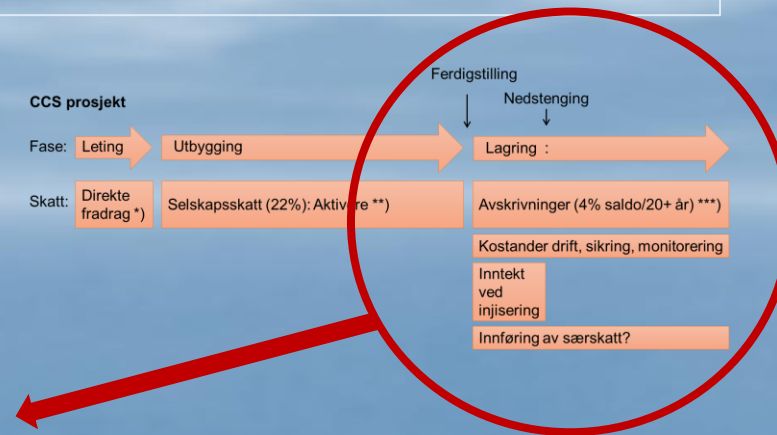 Ferdigstilling
Nedstenging
CCS prosjekt
Fase: Leting Utbygging Lagring :
Skatt: Direkte
fradrag *)
Selskapsskatt (22%): Aktivere **)
Avskrivninger (4% saldo/20+ år) ***)
Kostander drift, sikring, monitorering
Inntekt
ved
injisering
Innføring av særskatt?